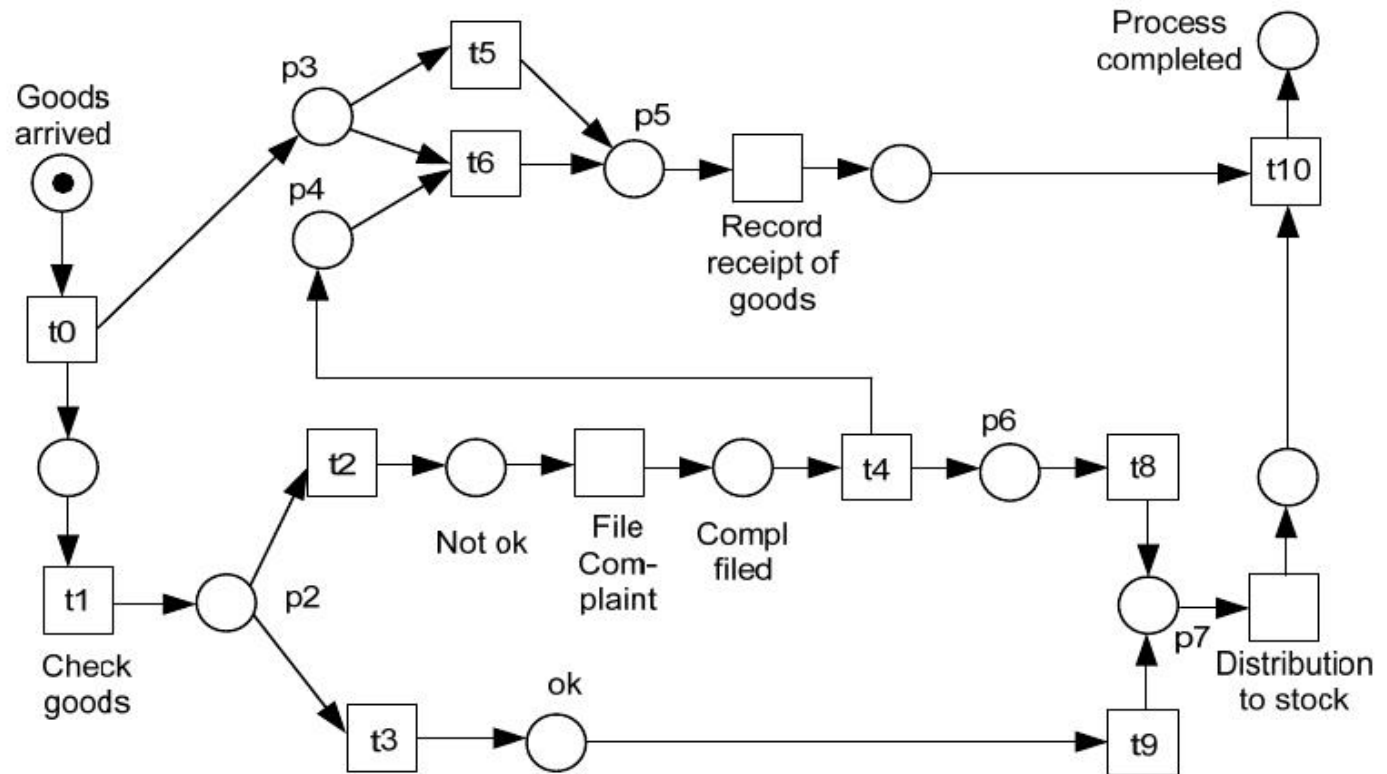 Goods
arrived
t0
t1
Check
goods
p2
p3
p4
t5
t6
p5
Record
receipt of
goods
Process
completed
t10
t2
Not ok
File
Com-
plaint
Compl
filed
t4
p6
t8
p7
Distribution
to stock
t3
ok
t9